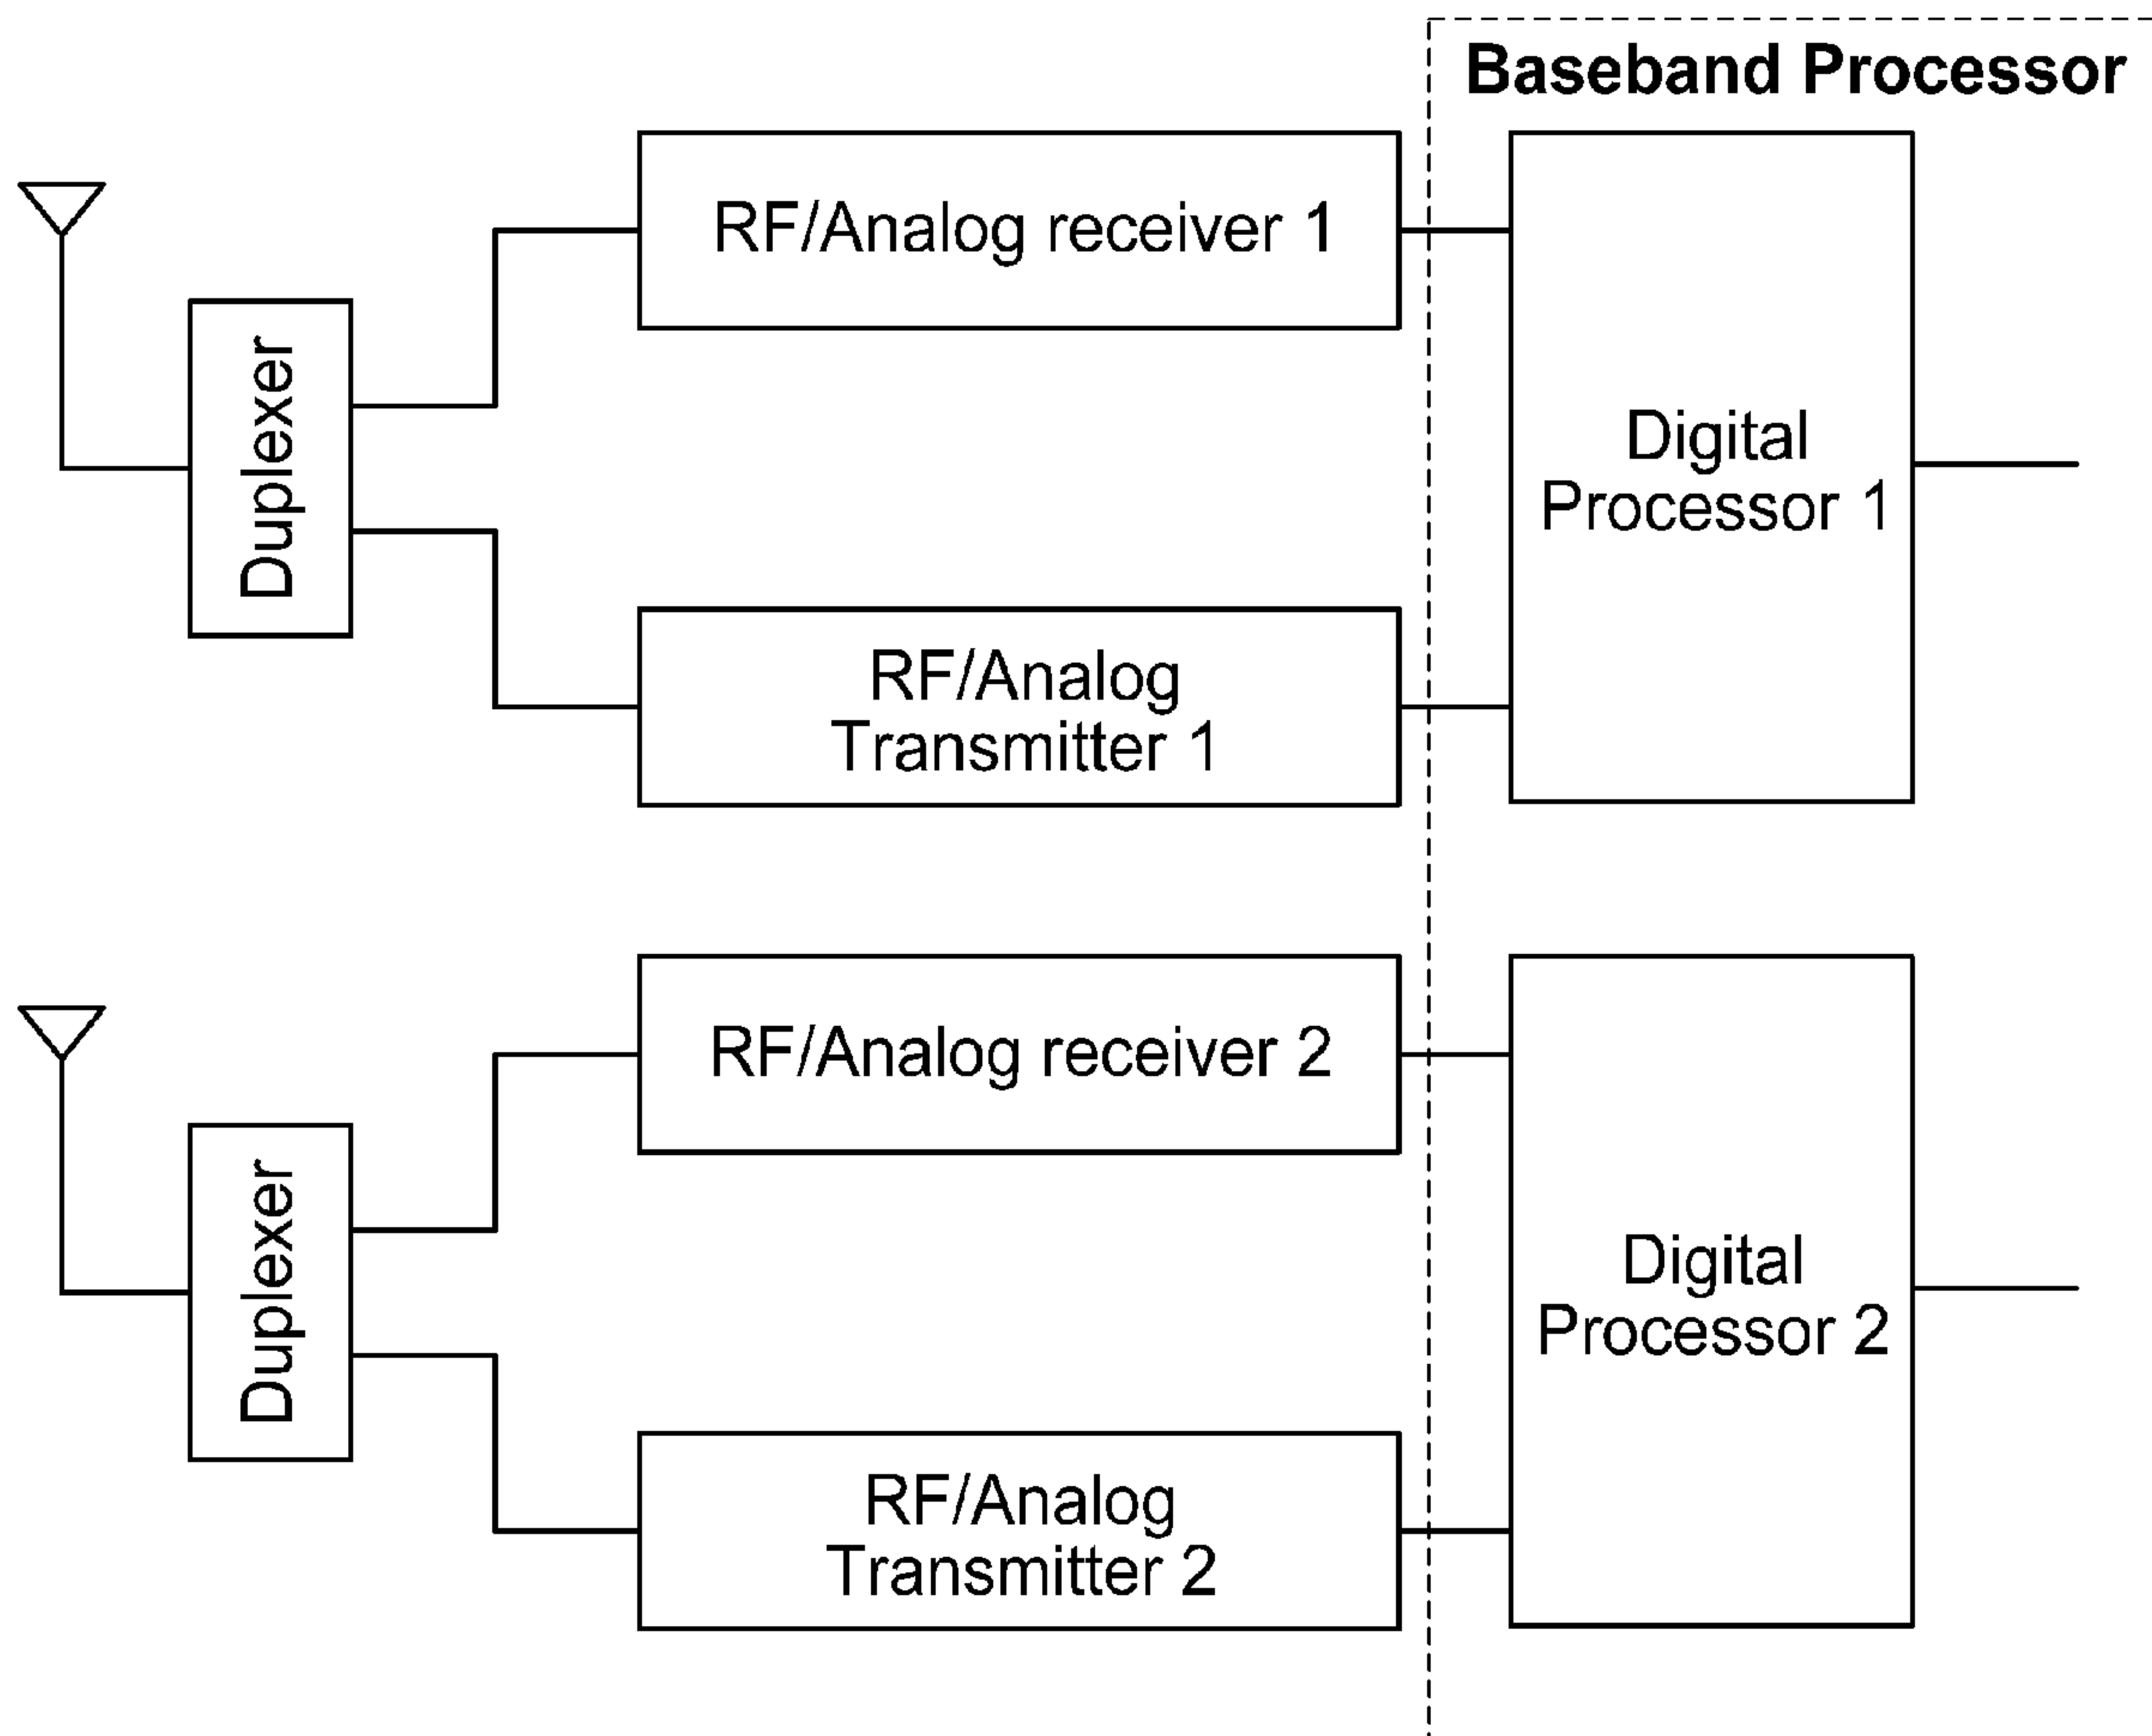 Baseband Processor
RF/Analog receiver 1
Duplexer
Digital
Processor 1
RF/Analog
Transmitter 1
RF/Analog receiver 2
Duplexer
Digital
Processor 2
RF/Analog
Transmitter 2